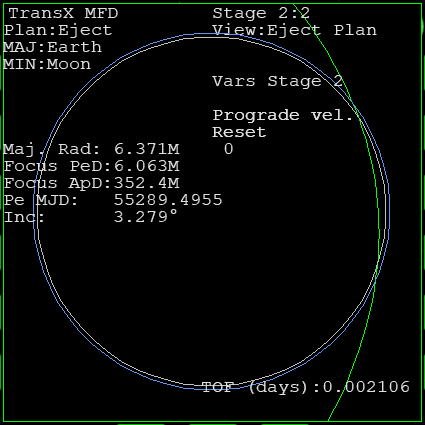 TransX MFD Stage 2:2
Plan:Eject View:Eject Plan
MAJ:Earth
MIN:Moon
Vars Stage 2
Prograde vel.
Reset
Maj. Rad: 6.371M 0
Focus PeD:6.063M
Focus ApD:352.4M
Pe MJD: 55289.4955
Inc: 3.279°
TOF (days):0.002106